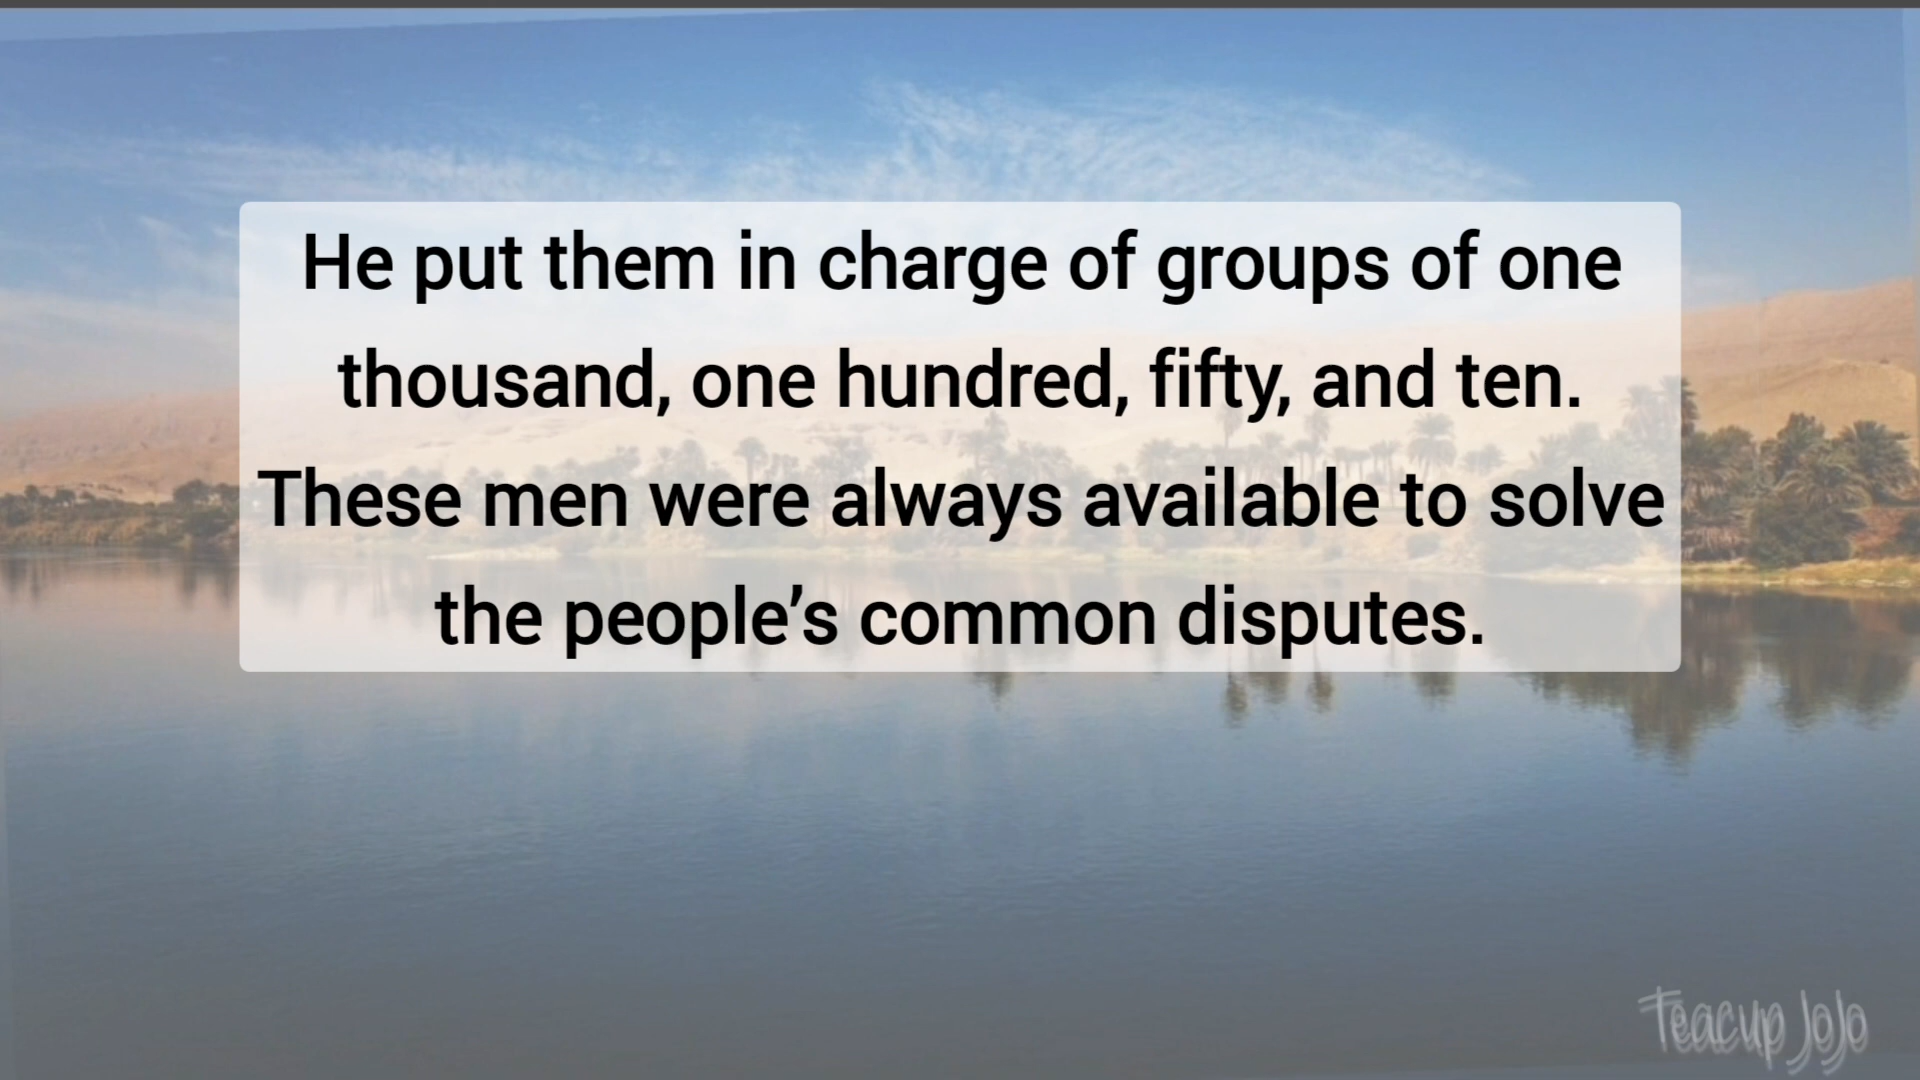 He put them in charge of groups of one
thousand, one hundred, fifty, and ten.
These men were always available to solve
the people’s common disputes.
Teacup JoJo